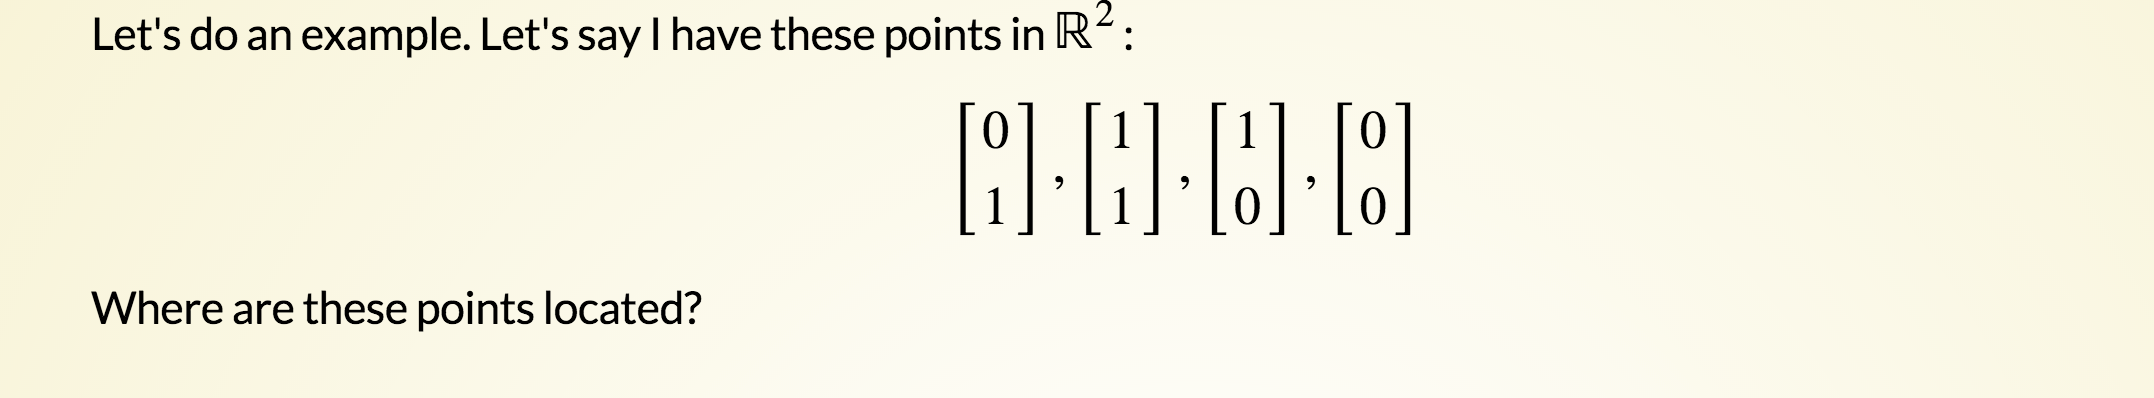 Let's do an example. Let's say I have these points in ℝ²:
[0 1], [1 1], [1 0], [0 0]
Where are these points located?